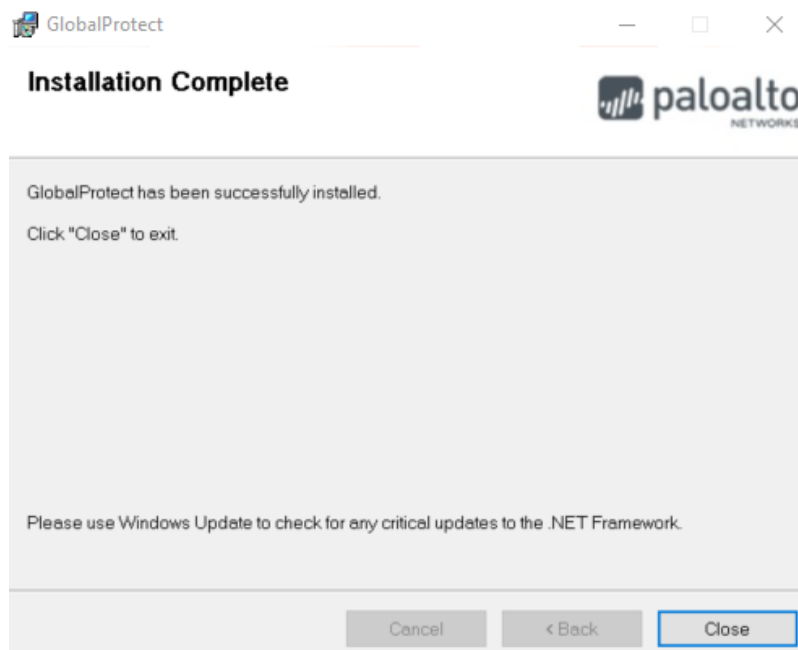 GlobalProtect
Installation Complete
paloalto
NETWORKS
GlobalProtect has been successfully installed.
Click "Close" to exit.
Please use Windows Update to check for any critical updates to the .NET Framework.
Cancel
< Back
Close